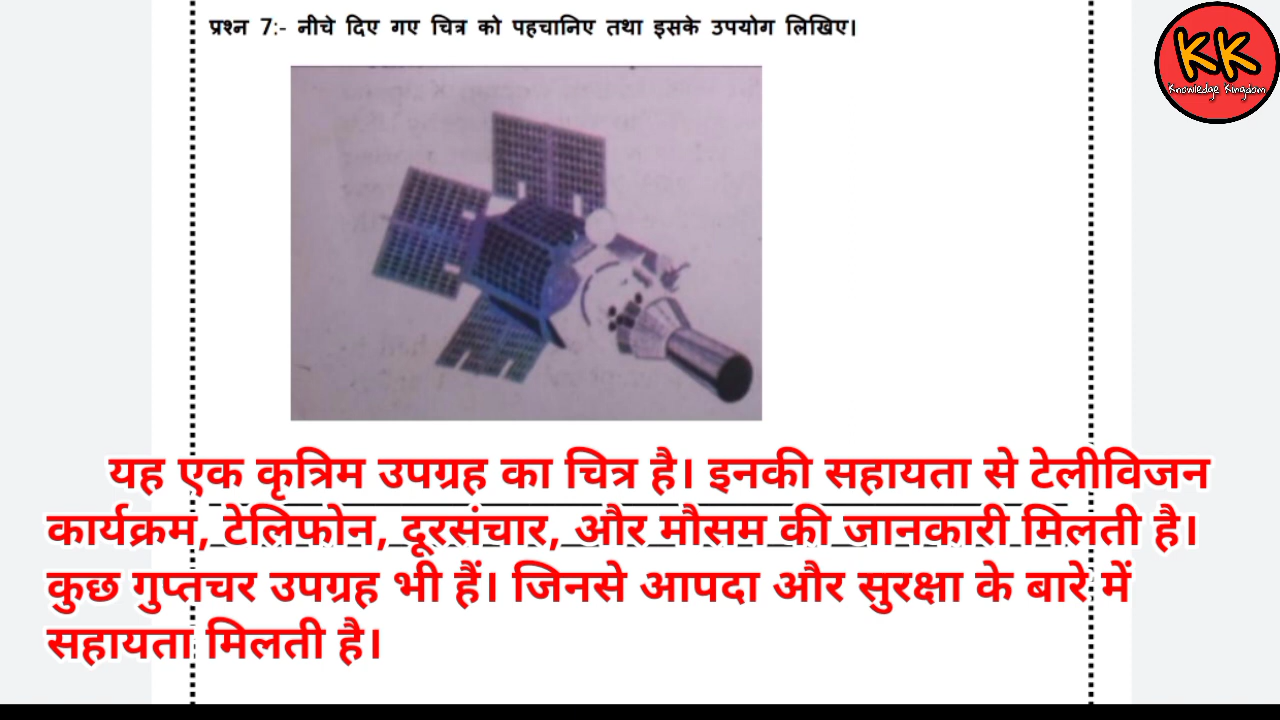 प्रश्न 7:- नीचे दिए गए चित्र को पहचानिए तथा इसके उपयोग लिखिए।
KK
Knowledge Kingdom
यह एक कृत्रिम उपग्रह का चित्र है। इनकी सहायता से टेलीविजन
कार्यक्रम, टेलिफोन, दूरसंचार, और मौसम की जानकारी मिलती है।
कुछ गुप्तचर उपग्रह भी हैं। जिनसे आपदा और सुरक्षा के बारे में
सहायता मिलती है।